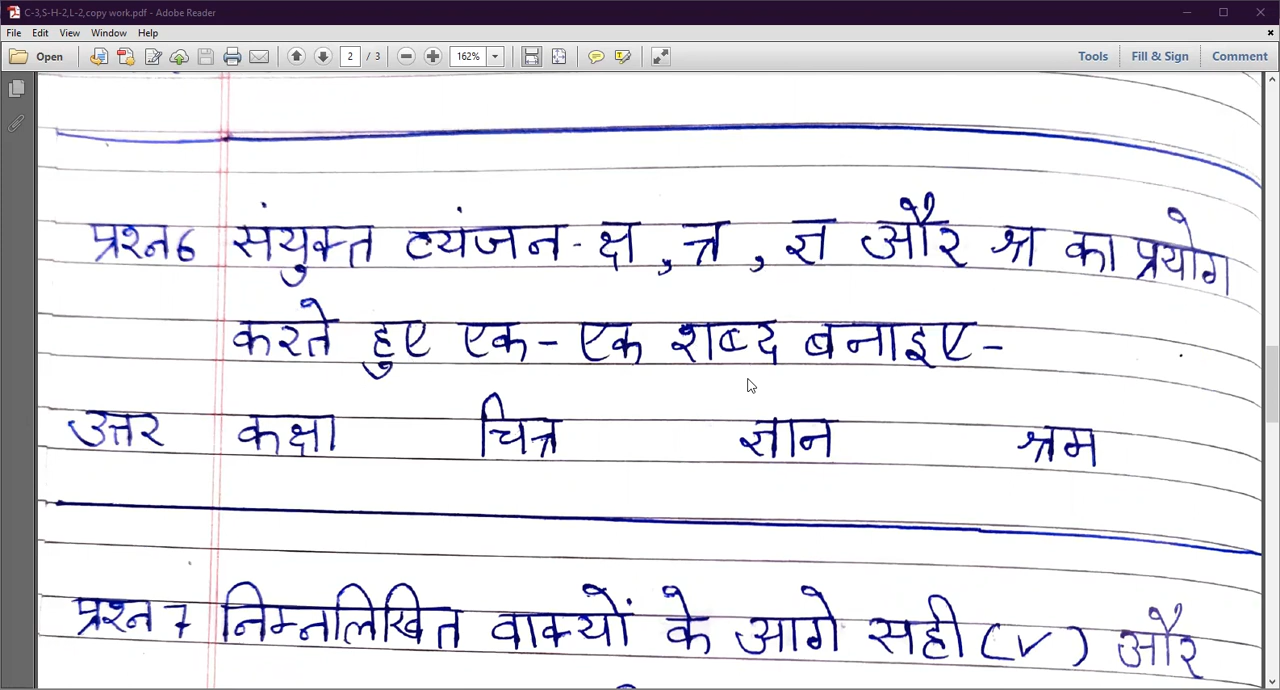 C-3,S-H-2,L-2,copy work.pdf - Adobe Reader
File Edit View Window Help
Open 2 / 3 162% Tools Fill & Sign Comment
प्रश्न 6 संयुक्त व्यंजन - क्ष , त्र , ज्ञ और श्र का प्रयोग
करते हुए एक - एक शब्द बनाइए -
उत्तर कक्षा चित्र ज्ञान श्रम
प्रश्न 7 निम्नलिखित वाक्यों के आगे सही (✓) और